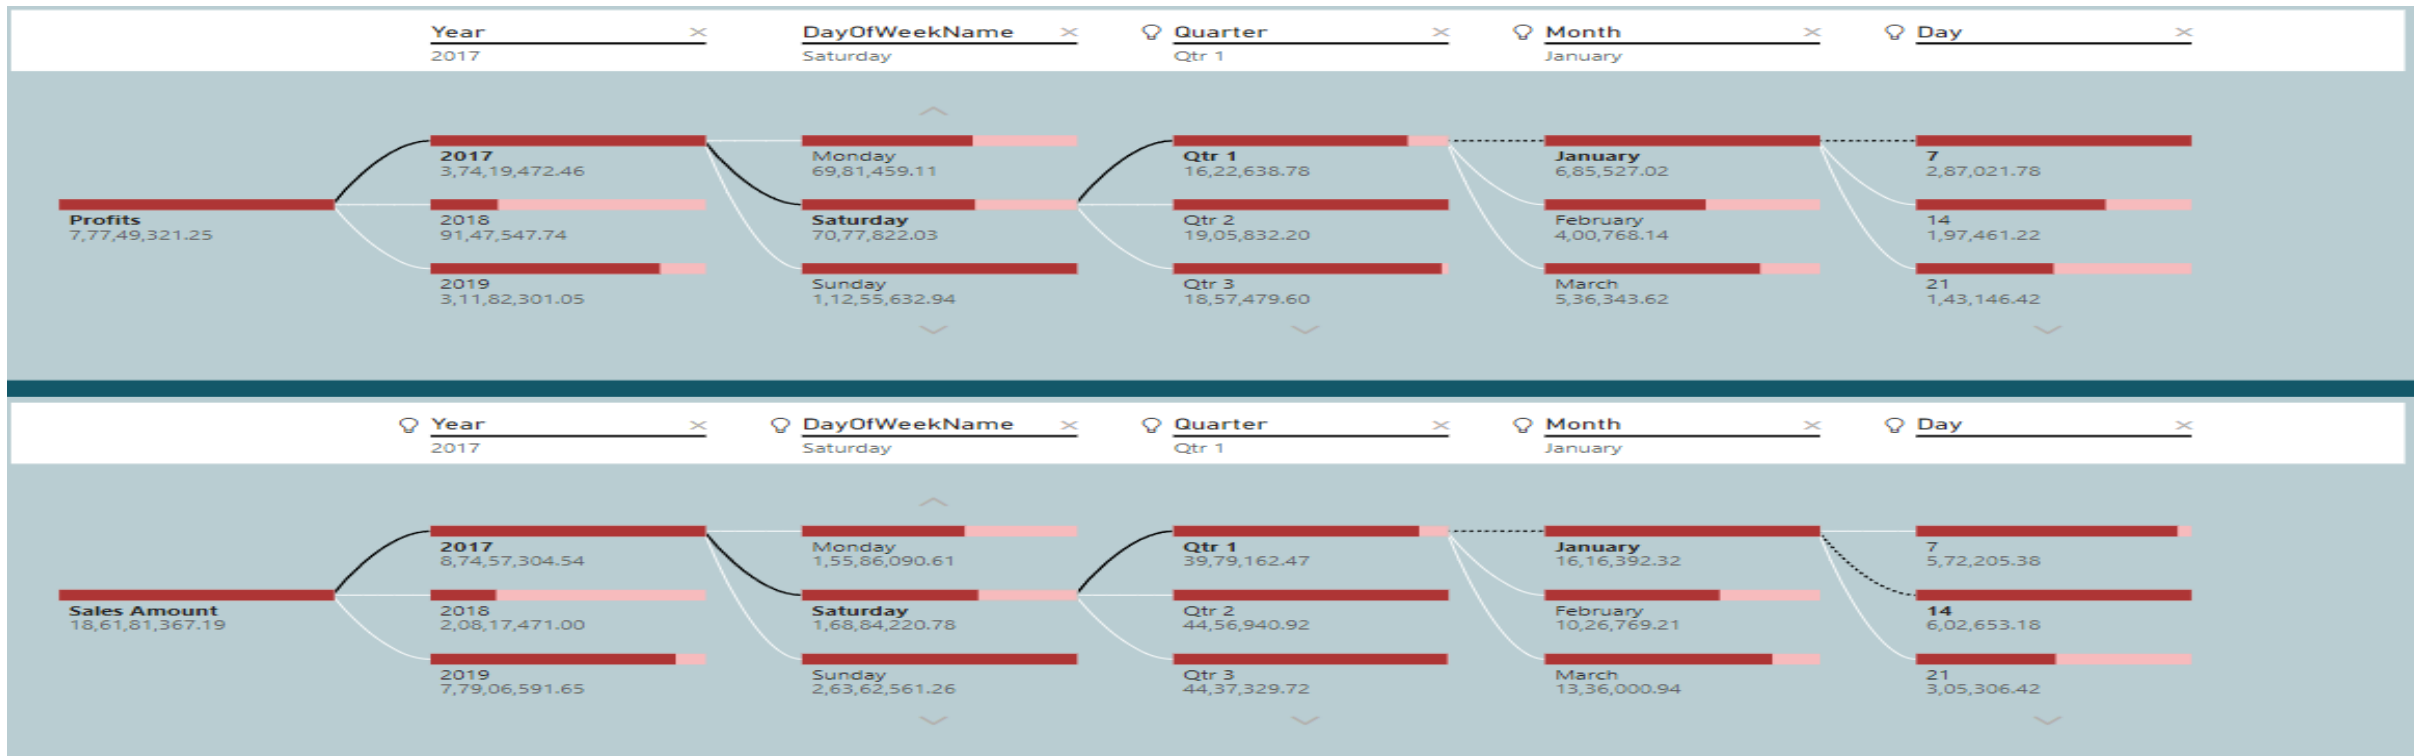 Year DayOfWeekName Quarter Month Day
2017 Saturday Qtr 1 January
2017 Monday Qtr 1 January 7
3,74,19,472.46 69,81,459.11 16,22,638.78 6,85,527.02 2,87,021.78
Profits 2018 Saturday Qtr 2 February 14
7,77,49,321.25 91,47,547.74 70,77,822.03 19,05,832.20 4,00,768.14 1,97,461.22
2019 Sunday Qtr 3 March 21
3,11,82,301.05 1,12,55,632.94 18,57,479.60 5,36,343.62 1,43,146.42
Year DayOfWeekName Quarter Month Day
2017 Saturday Qtr 1 January
2017 Monday Qtr 1 January 7
8,74,57,304.54 1,55,86,090.61 39,79,162.47 16,16,392.32 5,72,205.38
Sales Amount 2018 Saturday Qtr 2 February 14
18,61,81,367.19 2,08,17,471.00 1,68,84,220.78 44,56,940.92 10,26,769.21 6,02,653.18
2019 Sunday Qtr 3 March 21
7,79,06,591.65 2,63,62,561.26 44,37,329.72 13,36,000.94 3,05,306.42